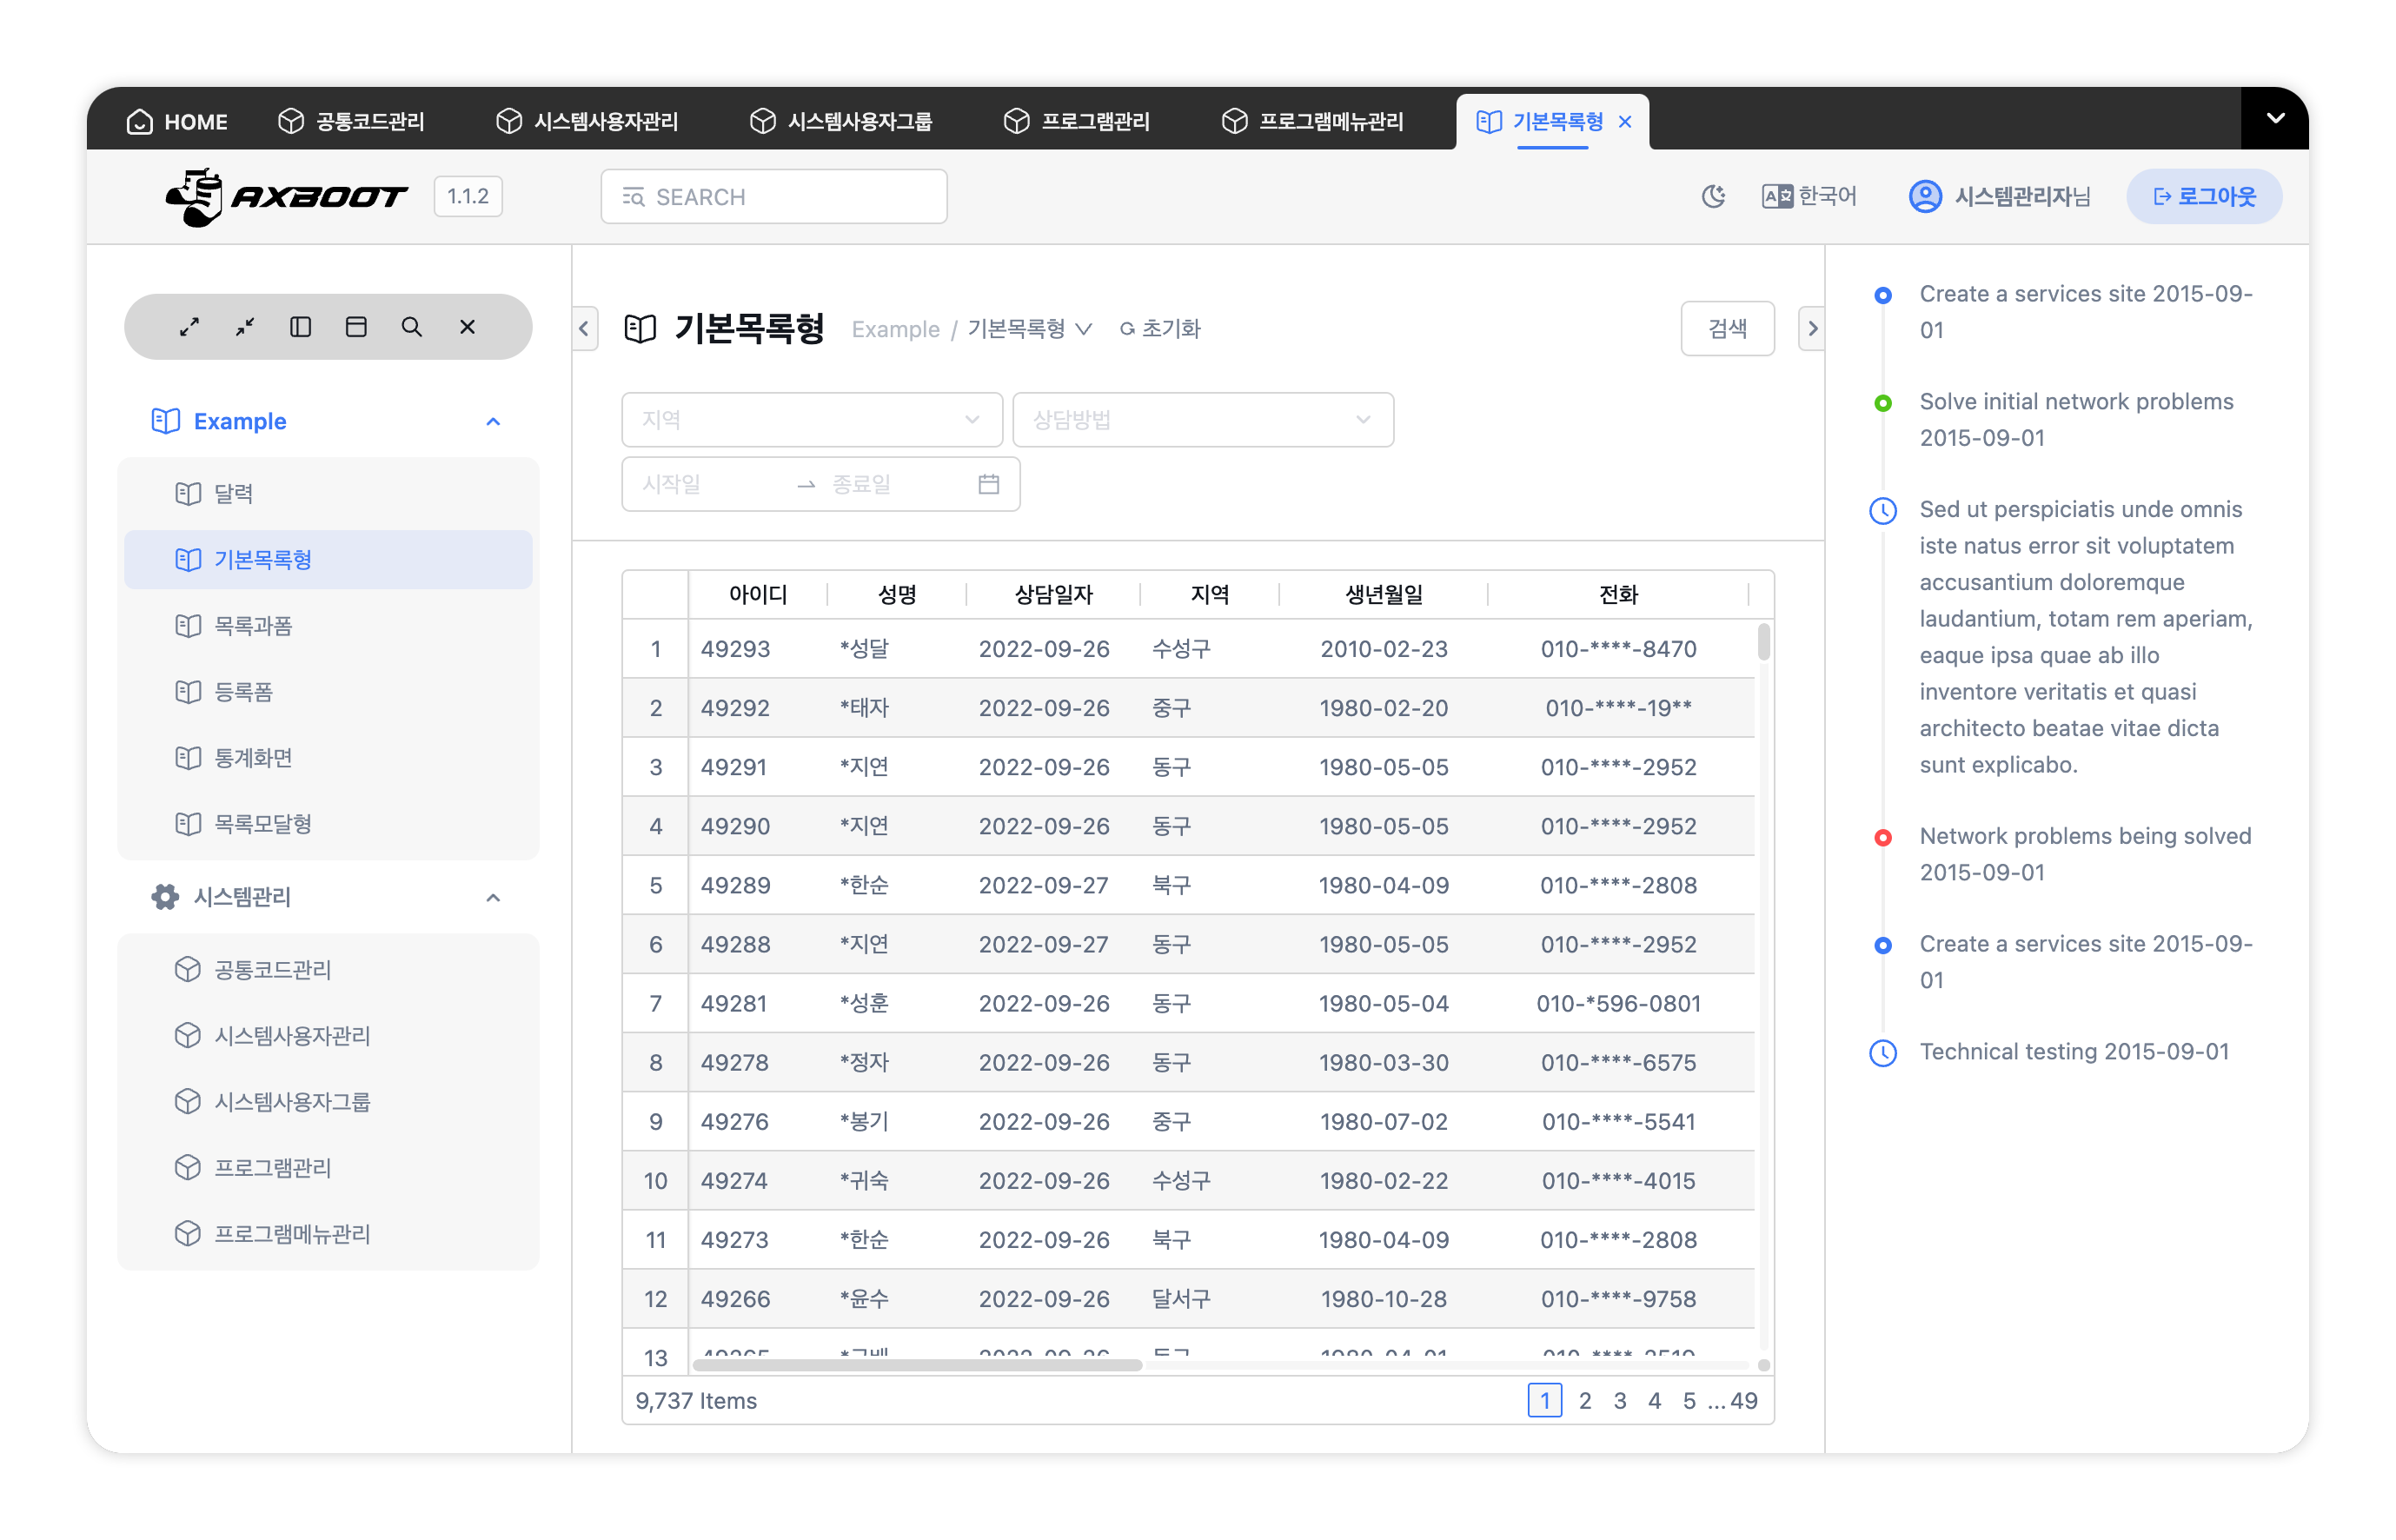 HOME 공통코드관리 시스템사용자관리 시스템사용자그룹 프로그램관리 프로그램메뉴관리 기본목록형
AXBOOT 1.1.2 SEARCH 한국어 시스템관리자님 로그아웃
Example
달력
기본목록형
목록과폼
등록폼
통계화면
목록모달형
시스템관리
공통코드관리
시스템사용자관리
시스템사용자그룹
프로그램관리
프로그램메뉴관리
기본목록형 Example / 기본목록형 초기화 검색
지역 상담방법
시작일 종료일
아이디 성명 상담일자 지역 생년월일 전화
1 49293 *성달 2022-09-26 수성구 2010-02-23 010-****-8470
2 49292 *태자 2022-09-26 중구 1980-02-20 010-****-19**
3 49291 *지연 2022-09-26 동구 1980-05-05 010-****-2952
4 49290 *지연 2022-09-26 동구 1980-05-05 010-****-2952
5 49289 *한순 2022-09-27 북구 1980-04-09 010-****-2808
6 49288 *지연 2022-09-27 동구 1980-05-05 010-****-2952
7 49281 *성훈 2022-09-26 동구 1980-05-04 010-*596-0801
8 49278 *정자 2022-09-26 동구 1980-03-30 010-****-6575
9 49276 *봉기 2022-09-26 중구 1980-07-02 010-****-5541
10 49274 *귀숙 2022-09-26 수성구 1980-02-22 010-****-4015
11 49273 *한순 2022-09-26 북구 1980-04-09 010-****-2808
12 49266 *윤수 2022-09-26 달서구 1980-10-28 010-****-9758
13
9,737 Items 1 2 3 4 5 ... 49
Create a services site 2015-09-
01
Solve initial network problems
2015-09-01
Sed ut perspiciatis unde omnis
iste natus error sit voluptatem
accusantium doloremque
laudantium, totam rem aperiam,
eaque ipsa quae ab illo
inventore veritatis et quasi
architecto beatae vitae dicta
sunt explicabo.
Network problems being solved
2015-09-01
Create a services site 2015-09-
01
Technical testing 2015-09-01